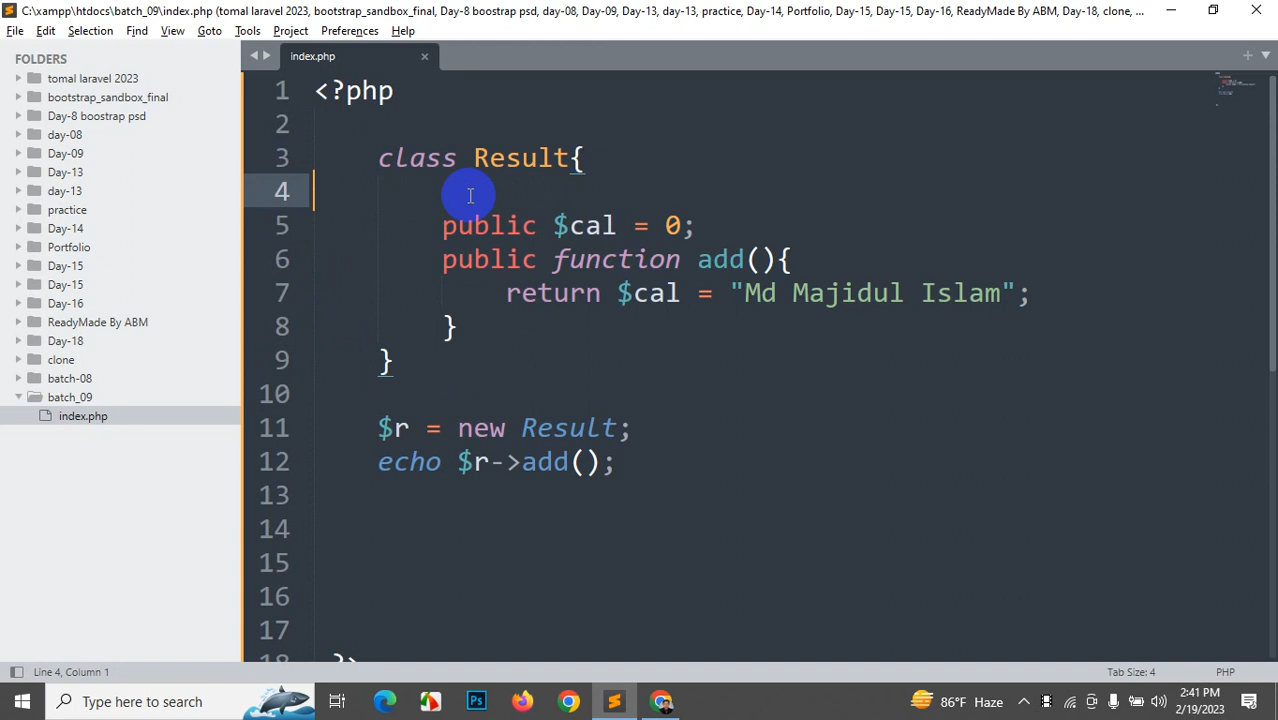 C:\xampp\htdocs\batch_09\index.php (tomal laravel 2023, bootstrap_sandbox_final, Day-8 boostrap psd, day-08, Day-09, Day-13, day-13, practice, Day-14, Portfolio, Day-15, Day-15, Day-16, ReadyMade By ABM, Day-18, clone, ...
File Edit Selection Find View Goto Tools Project Preferences Help
FOLDERS
tomal laravel 2023
bootstrap_sandbox_final
Day-8 boostrap psd
day-08
Day-09
Day-13
day-13
practice
Day-14
Portfolio
Day-15
Day-15
Day-16
ReadyMade By ABM
Day-18
clone
batch-08
batch_09
index.php
index.php
1 <?php
2
3 class Result{
4
5 public $cal = 0;
6 public function add(){
7 return $cal = "Md Majidul Islam";
8 }
9 }
10
11 $r = new Result;
12 echo $r->add();
13
14
15
16
17
18 ?>
Line 4, Column 1
Tab Size: 4 PHP
Type here to search
Ps
86°F Haze
2:41 PM
2/19/2023